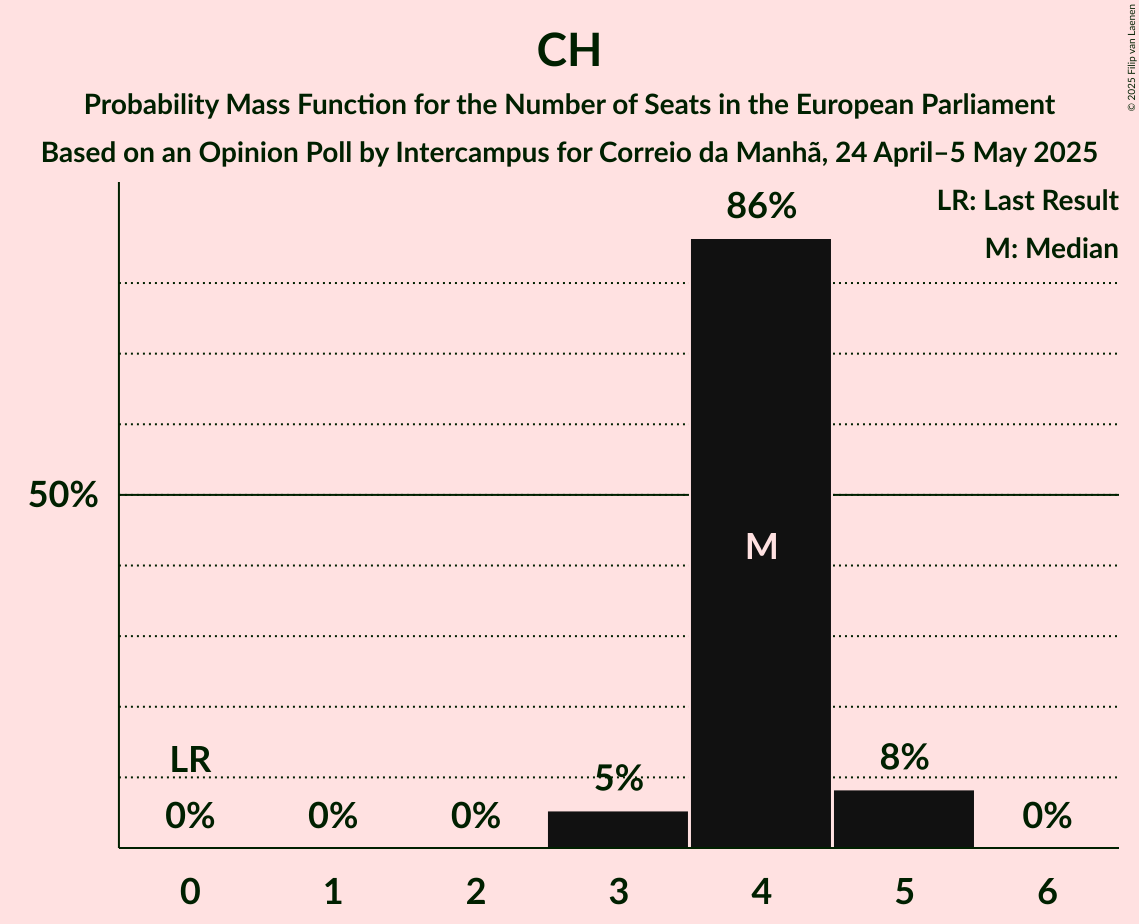 CH
Probability Mass Function for the Number of Seats in the European Parliament
Based on an Opinion Poll by Intercampus for Correio da Manhã, 24 April–5 May 2025
© 2025 Filip van Laenen
LR: Last Result
M: Median
86%
50%
M
LR
5%
8%
0%
0%
0%
0%
0 1 2 3 4 5 6